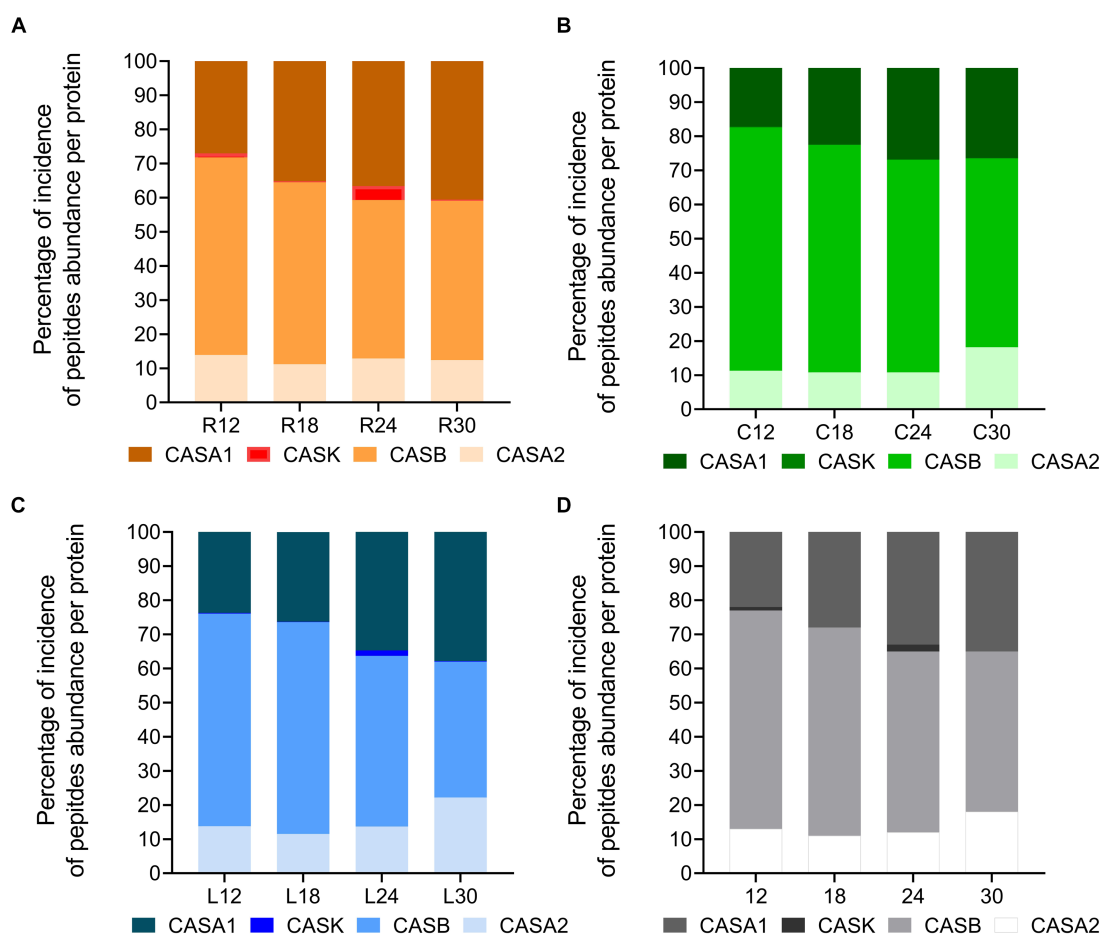 A
Percentage of incidence
of pepitdes abundance per protein
100
90
80
70
60
50
40
30
20
10
0
R12 R18 R24 R30
CASA1 CASK CASB CASA2
B
Percentage of incidence
of pepitdes abundance per protein
100
90
80
70
60
50
40
30
20
10
0
C12 C18 C24 C30
CASA1 CASK CASB CASA2
C
Percentage of incidence
of pepitdes abundance per protein
100
90
80
70
60
50
40
30
20
10
0
L12 L18 L24 L30
CASA1 CASK CASB CASA2
D
Percentage of incidence
of pepitdes abundance per protein
100
90
80
70
60
50
40
30
20
10
0
12 18 24 30
CASA1 CASK CASB CASA2